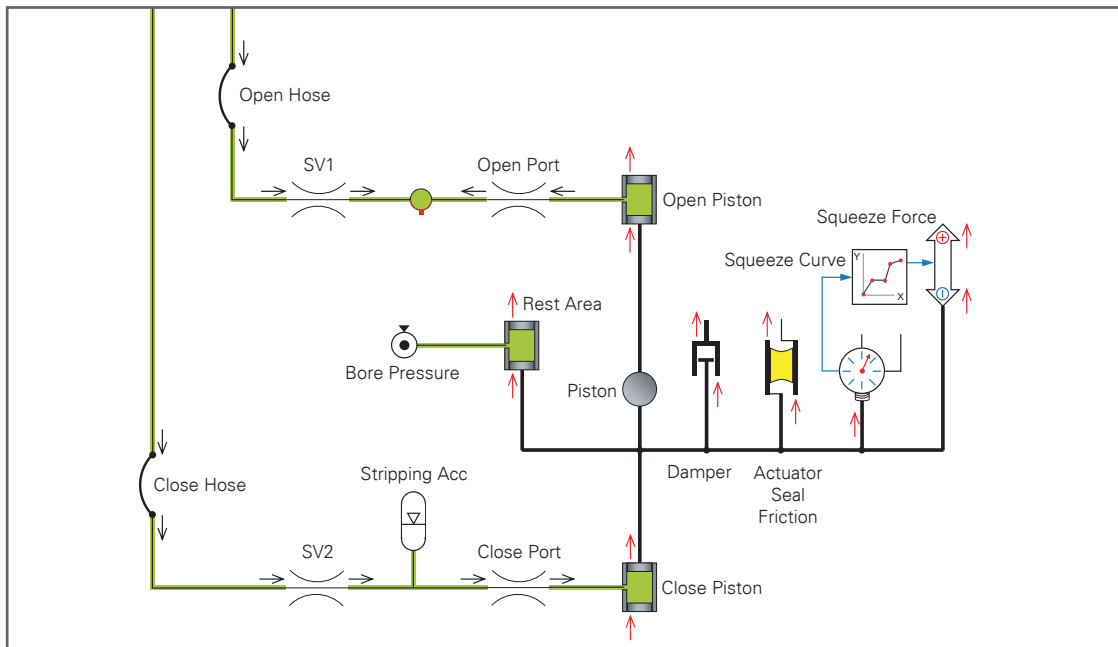 Open Hose
SV1
Open Port
Open Piston
Squeeze Force
Squeeze Curve
Y
X
Rest Area
Bore Pressure
Piston
Damper
Actuator
Seal
Friction
Stripping Acc
Close Hose
SV2
Close Port
Close Piston